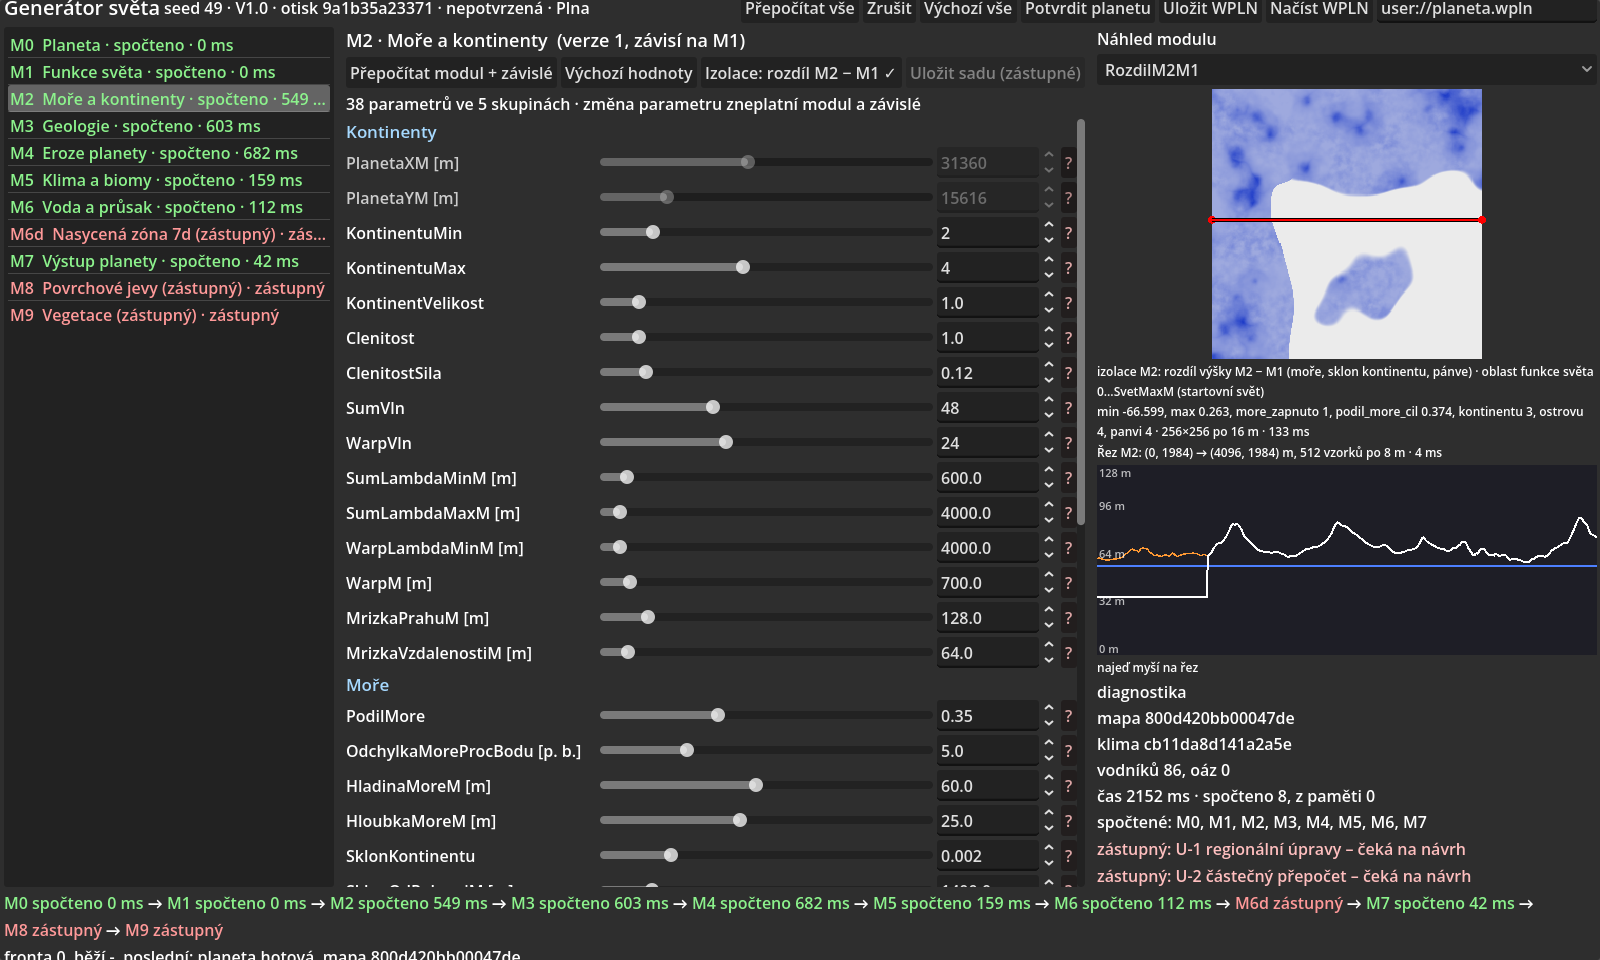 Generátor světa seed 49 · V1.0 · otisk 9a1b35a23371 · nepotvrzená · Plna
Přepočítat vše Zrušit Výchozí vše Potvrdit planetu Uložit WPLN Načíst WPLN user://planeta.wpln
M0 Planeta · spočteno · 0 ms
M1 Funkce světa · spočteno · 0 ms
M2 Moře a kontinenty · spočteno · 549 ...
M3 Geologie · spočteno · 603 ms
M4 Eroze planety · spočteno · 682 ms
M5 Klima a biomy · spočteno · 159 ms
M6 Voda a průsak · spočteno · 112 ms
M6d Nasycená zóna 7d (zástupný) · zás...
M7 Výstup planety · spočteno · 42 ms
M8 Povrchové jevy (zástupný) · zástupný
M9 Vegetace (zástupný) · zástupný
M2 · Moře a kontinenty (verze 1, závisí na M1)
Přepočítat modul + závislé Výchozí hodnoty Izolace: rozdíl M2 − M1 ✓ Uložit sadu (zástupné)
38 parametrů ve 5 skupinách · změna parametru zneplatní modul a závislé
Kontinenty
PlanetaXM [m] 31360 ?
PlanetaYM [m] 15616 ?
KontinentuMin 2 ?
KontinentuMax 4 ?
KontinentVelikost 1.0 ?
Clenitost 1.0 ?
ClenitostSila 0.12 ?
SumVln 48 ?
WarpVln 24 ?
SumLambdaMinM [m] 600.0 ?
SumLambdaMaxM [m] 4000.0 ?
WarpLambdaMinM [m] 4000.0 ?
WarpM [m] 700.0 ?
MrizkaPrahuM [m] 128.0 ?
MrizkaVzdalenostiM [m] 64.0 ?
Moře
PodilMore 0.35 ?
OdchylkaMoreProcBodu [p. b.] 5.0 ?
HladinaMoreM [m] 60.0 ?
HloubkaMoreM [m] 25.0 ?
SklonKontinentu 0.002 ?
Náhled modulu
RozdilM2M1
izolace M2: rozdíl výšky M2 − M1 (moře, sklon kontinentu, pánve) · oblast funkce světa
0...SvetMaxM (startovní svět)
min -66.599, max 0.263, more_zapnuto 1, podil_more_cil 0.374, kontinentu 3, ostrovu
4, panvi 4 · 256×256 po 16 m · 133 ms
Řez M2: (0, 1984) → (4096, 1984) m, 512 vzorků po 8 m · 4 ms
128 m
96 m
64 m
32 m
0 m
najeď myší na řez
diagnostika
mapa 800d420bb00047de
klima cb11da8d141a2a5e
vodníků 86, oáz 0
čas 2152 ms · spočteno 8, z paměti 0
spočtené: M0, M1, M2, M3, M4, M5, M6, M7
zástupný: U-1 regionální úpravy – čeká na návrh
zástupný: U-2 částečný přepočet – čeká na návrh
M0 spočteno 0 ms → M1 spočteno 0 ms → M2 spočteno 549 ms → M3 spočteno 603 ms → M4 spočteno 682 ms → M5 spočteno 159 ms → M6 spočteno 112 ms → M6d zástupný → M7 spočteno 42 ms →
M8 zástupný → M9 zástupný
fronta 0, běží -, poslední: planeta hotová, mapa 800d420bb00047de